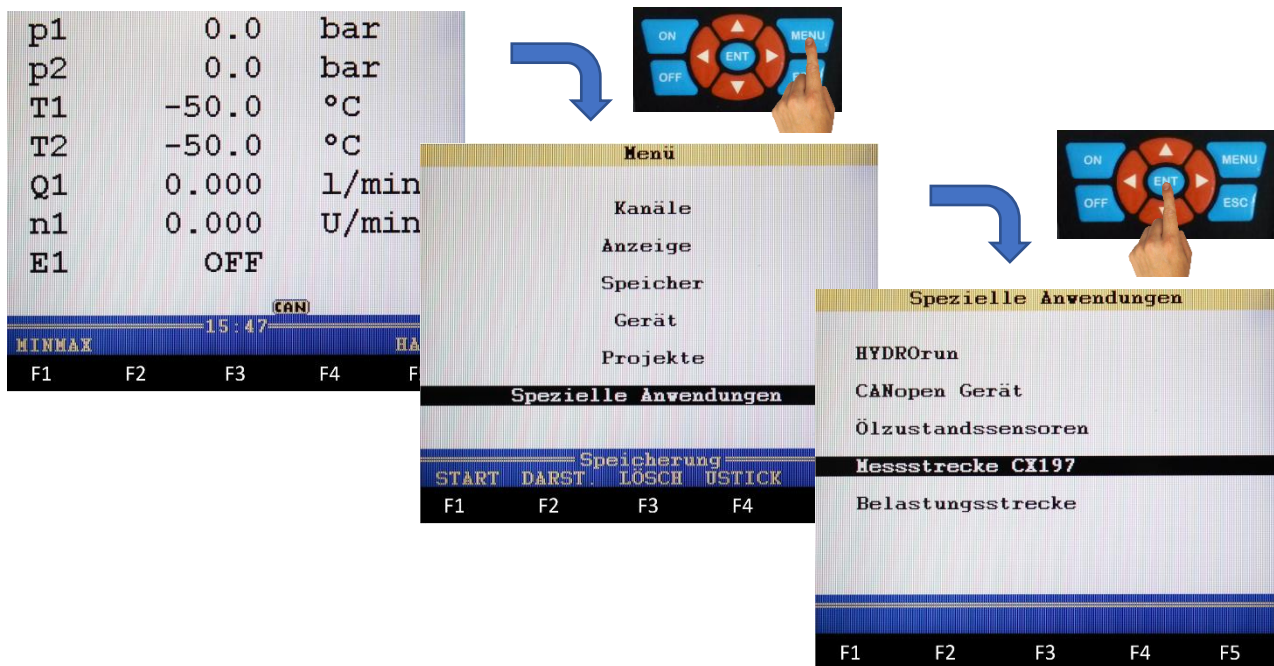 p1 0.0 bar
p2 0.0 bar
T1 -50.0 °C
T2 -50.0 °C
Q1 0.000 l/min
n1 0.000 U/min
E1 OFF
CAN
15:47
MINMAX HA
F1 F2 F3 F4 F
ON MENU
ENT
OFF
Menü
Kanäle
Anzeige
Speicher
Gerät
Projekte
Spezielle Anwendungen
Speicherung
START DARST. LÖSCH USTICK
F1 F2 F3 F4
ON MENU
ENT
OFF ESC
Spezielle Anwendungen
HYDROrun
CANopen Gerät
Ölzustandssensoren
Messstrecke CX197
Belastungsstrecke
F1 F2 F3 F4 F5